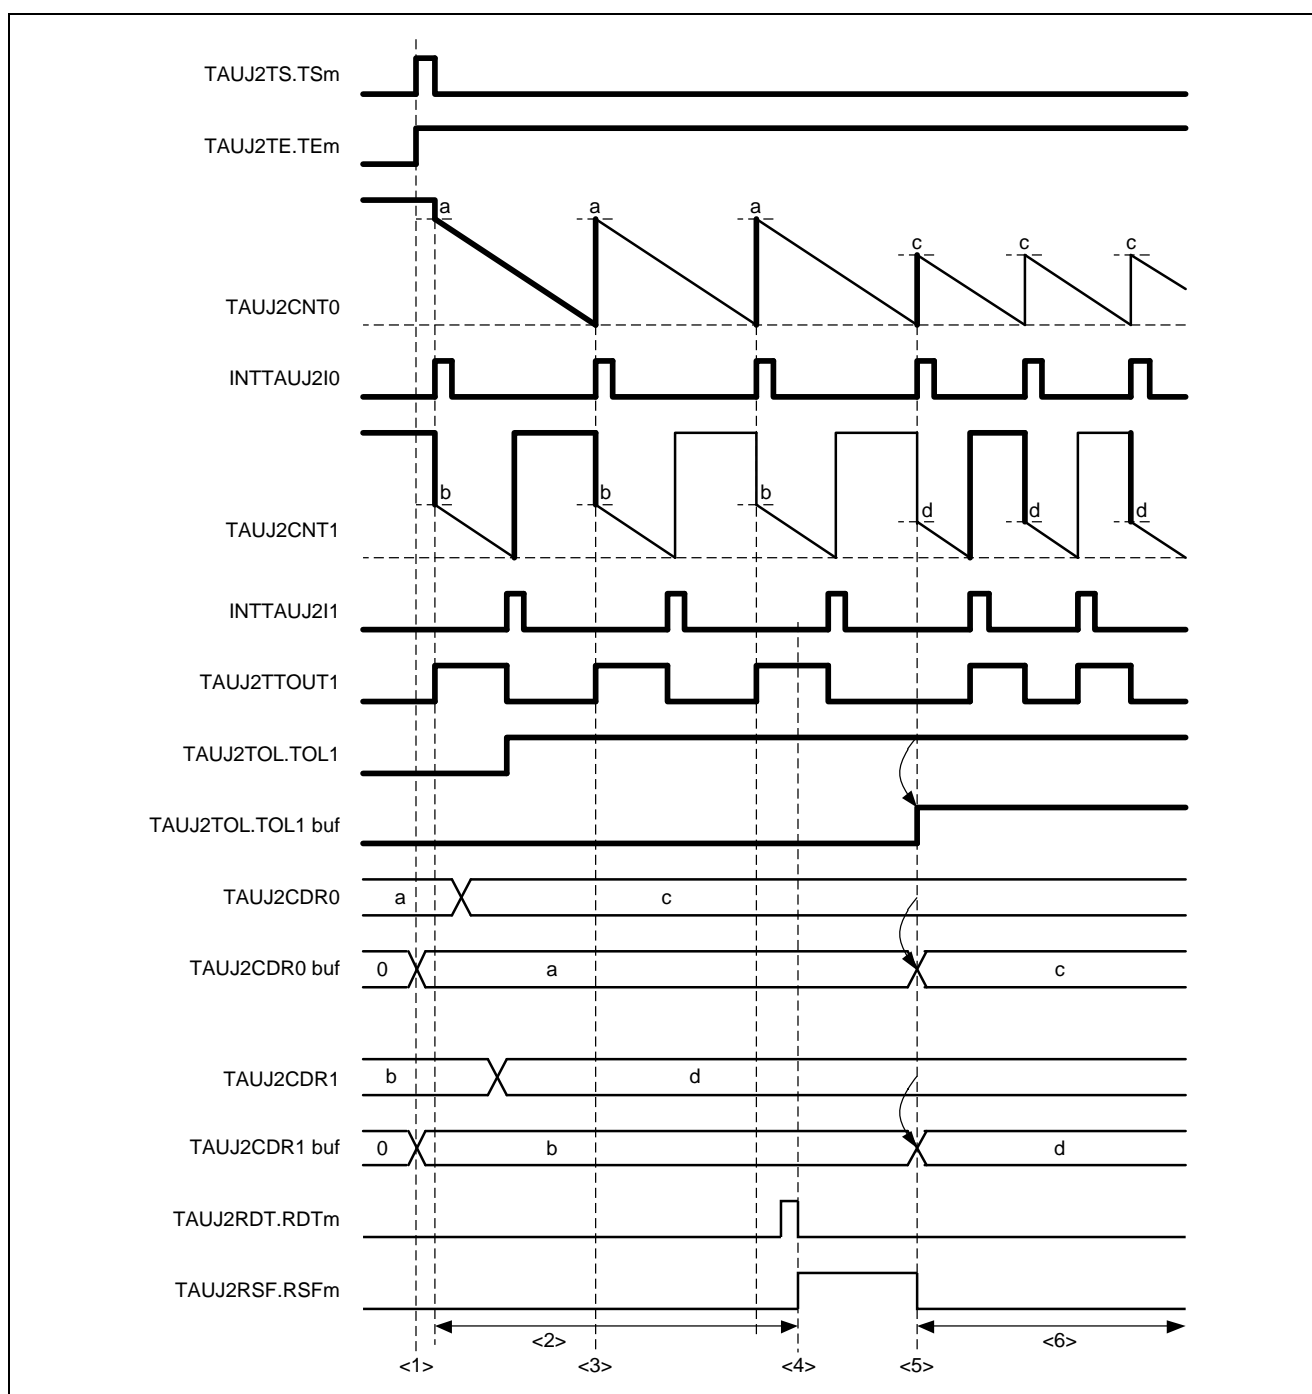 TAUJ2TS.TSm
TAUJ2TE.TEm
a a a c c c
TAUJ2CNT0
INTTAUJ2I0
b b b d d d
TAUJ2CNT1
INTTAUJ2I1
TAUJ2TTOUT1
TAUJ2TOL.TOL1
TAUJ2TOL.TOL1 buf
TAUJ2CDR0 a c
TAUJ2CDR0 buf 0 a c
TAUJ2CDR1 b d
TAUJ2CDR1 buf 0 b d
TAUJ2RDT.RDTm
TAUJ2RSF.RSFm
<2> <6>
<1> <3> <4> <5>